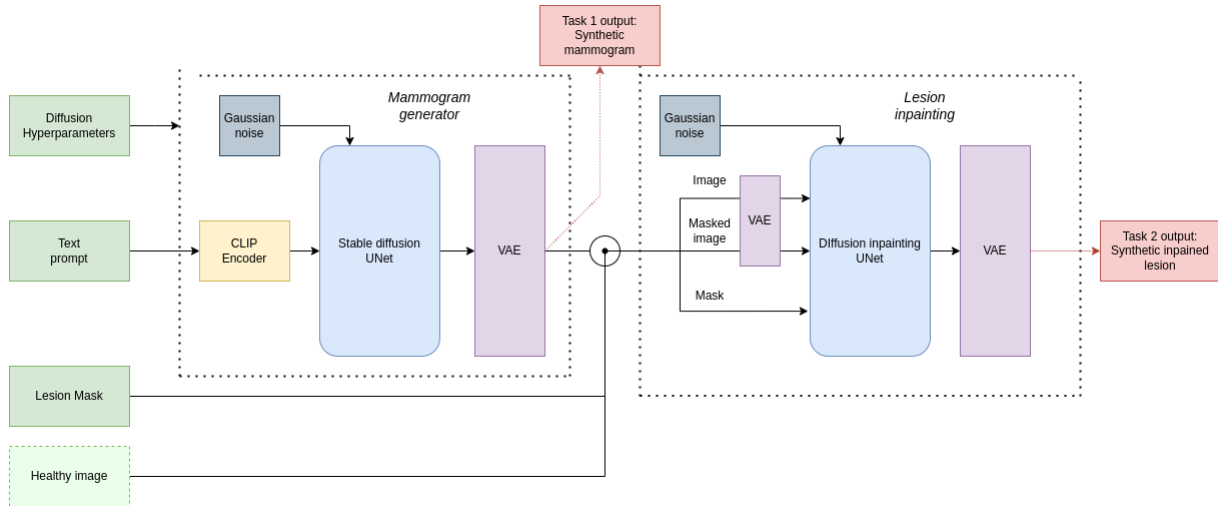 Task 1 output:
Synthetic
mammogram
Diffusion
Hyperparameters
Gaussian
noise
Mammogram
generator
Gaussian
noise
Lesion
inpainting
Text
prompt
CLIP
Encoder
Stable diffusion
UNet
VAE
Image
Masked
image
Mask
VAE
DIffusion inpainting
UNet
VAE
Task 2 output:
Synthetic inpained
lesion
Lesion Mask
Healthy image